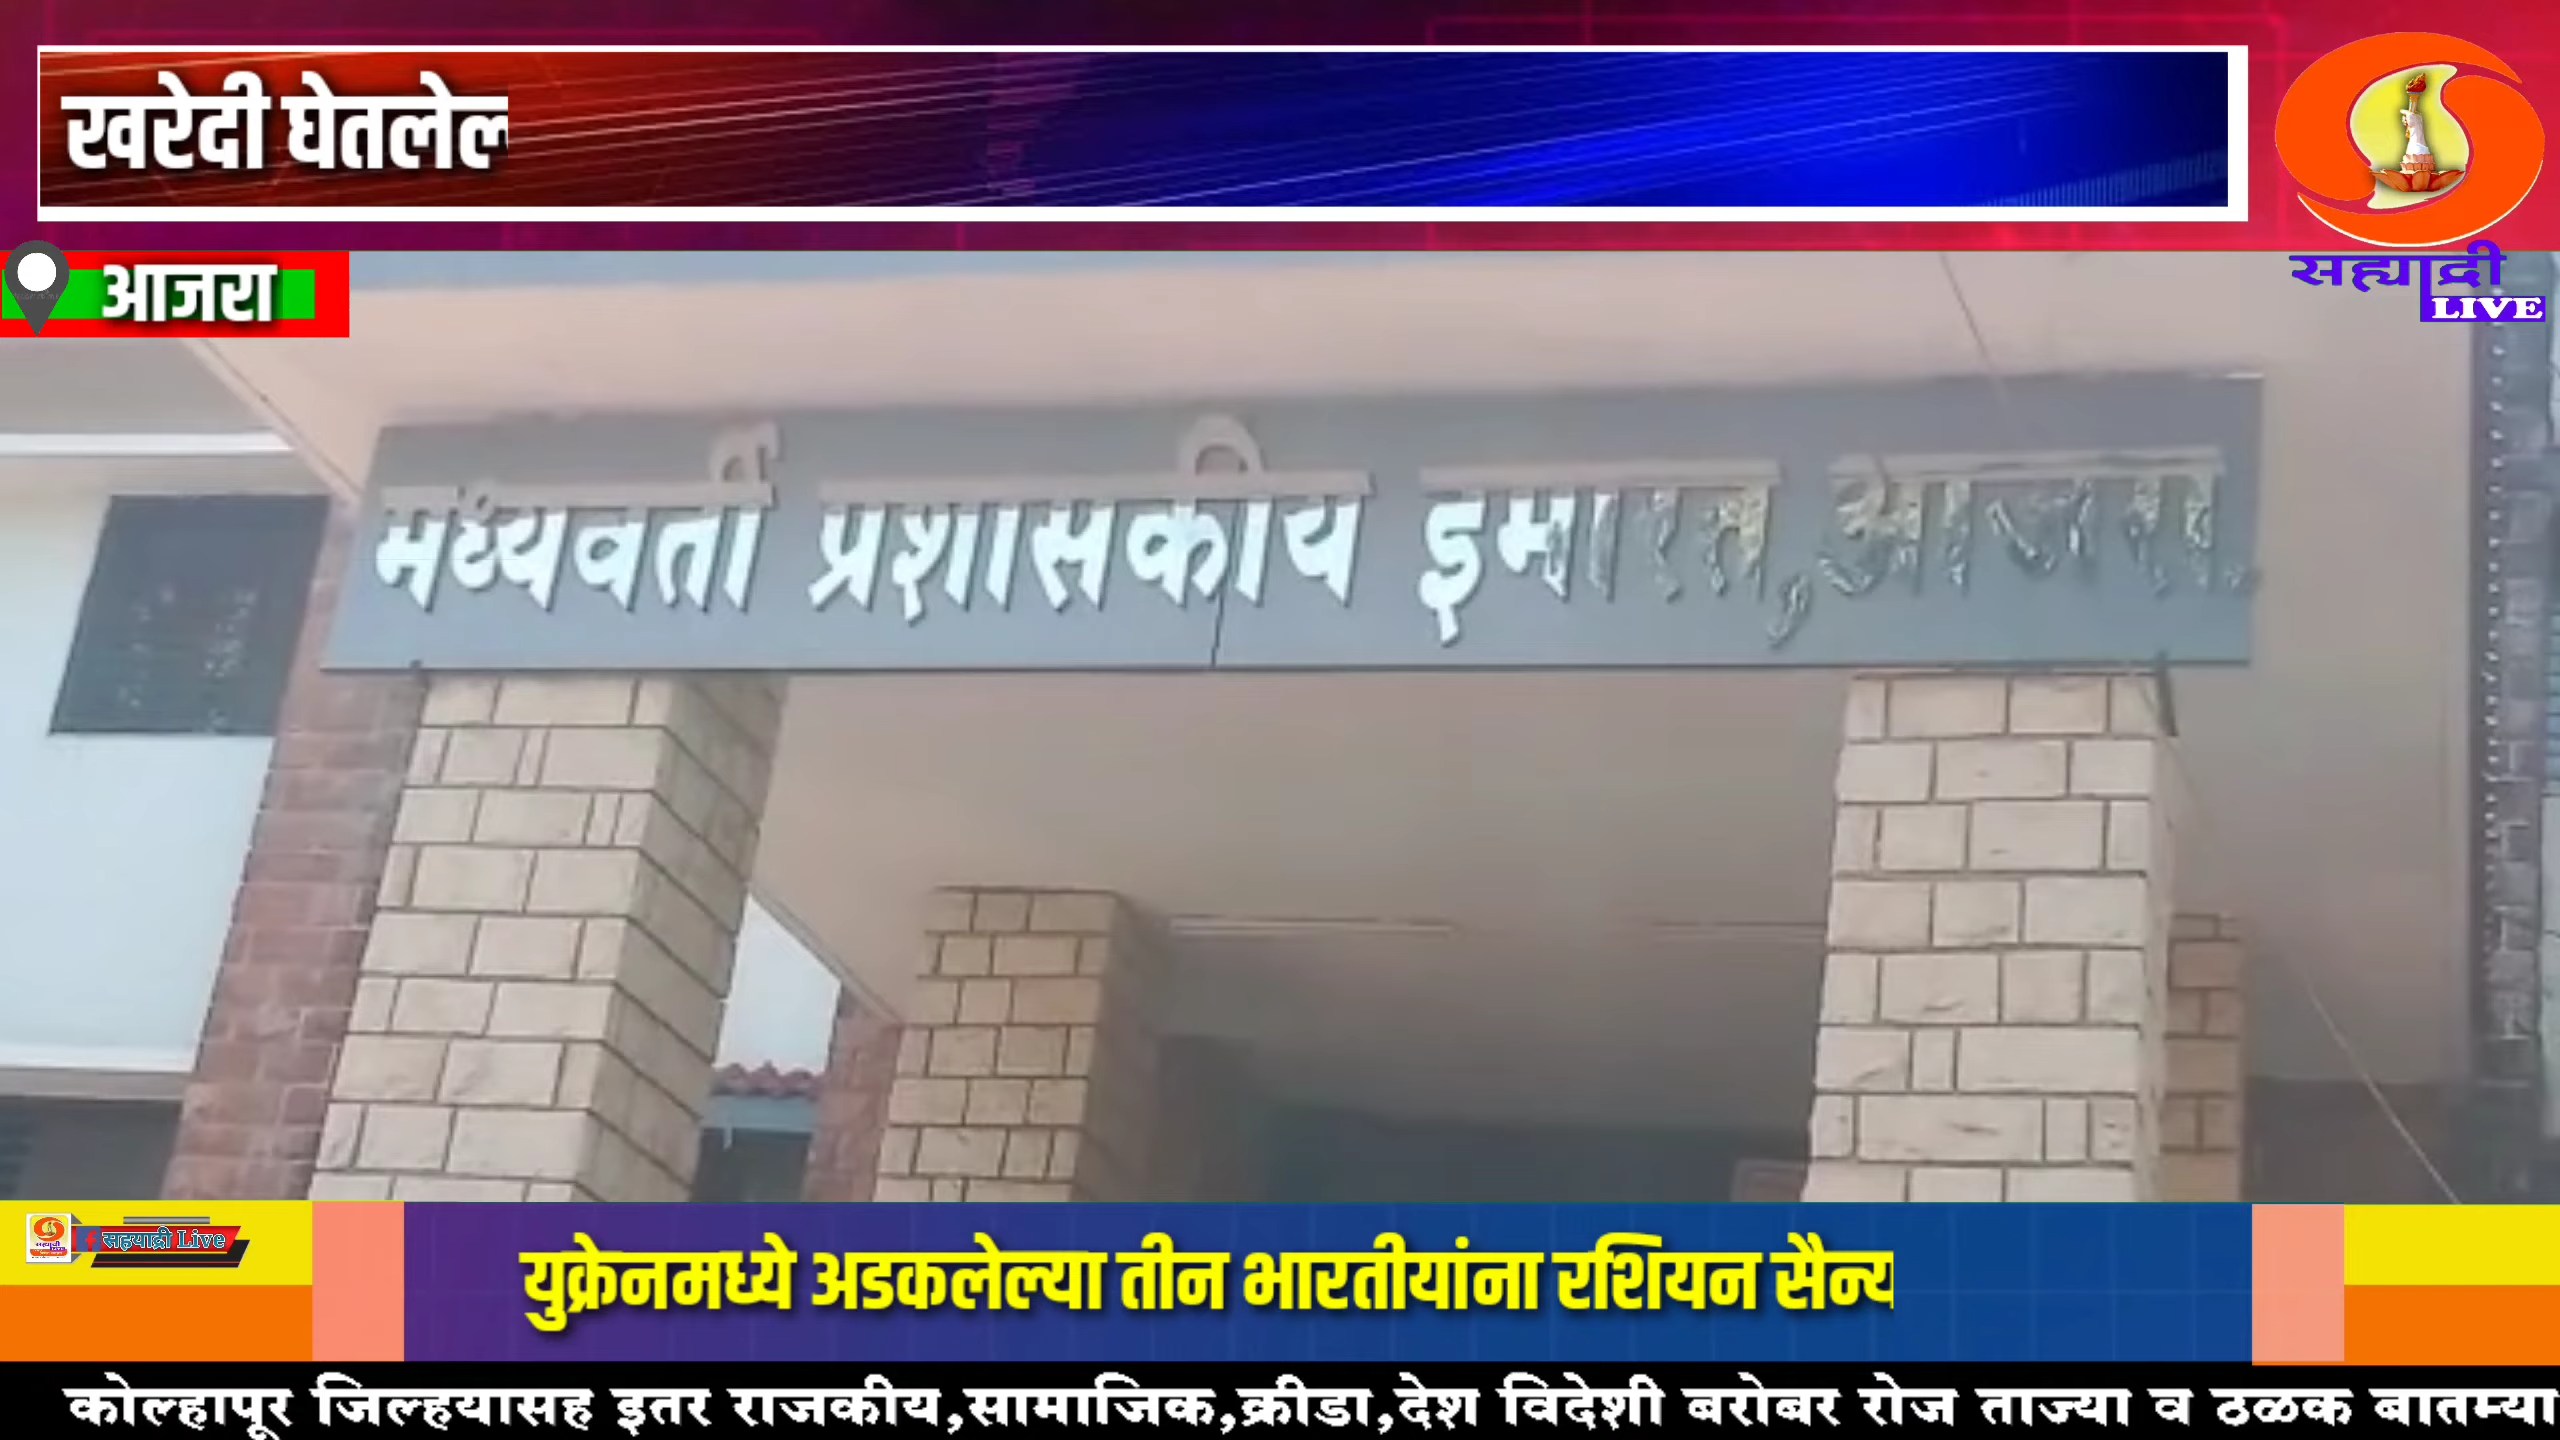 खरेदी घेतलेल
आजरा
सह्याद्री
LIVE
मध्यवर्ती प्रशासकीय इमारत,आजरा.
सह्याद्री Live
युक्रेनमध्ये अडकलेल्या तीन भारतीयांना रशियन सैन्य
कोल्हापूर जिल्हयासह इतर राजकीय,सामाजिक,क्रीडा,देश विदेशी बरोबर रोज ताज्या व ठळक बातम्या